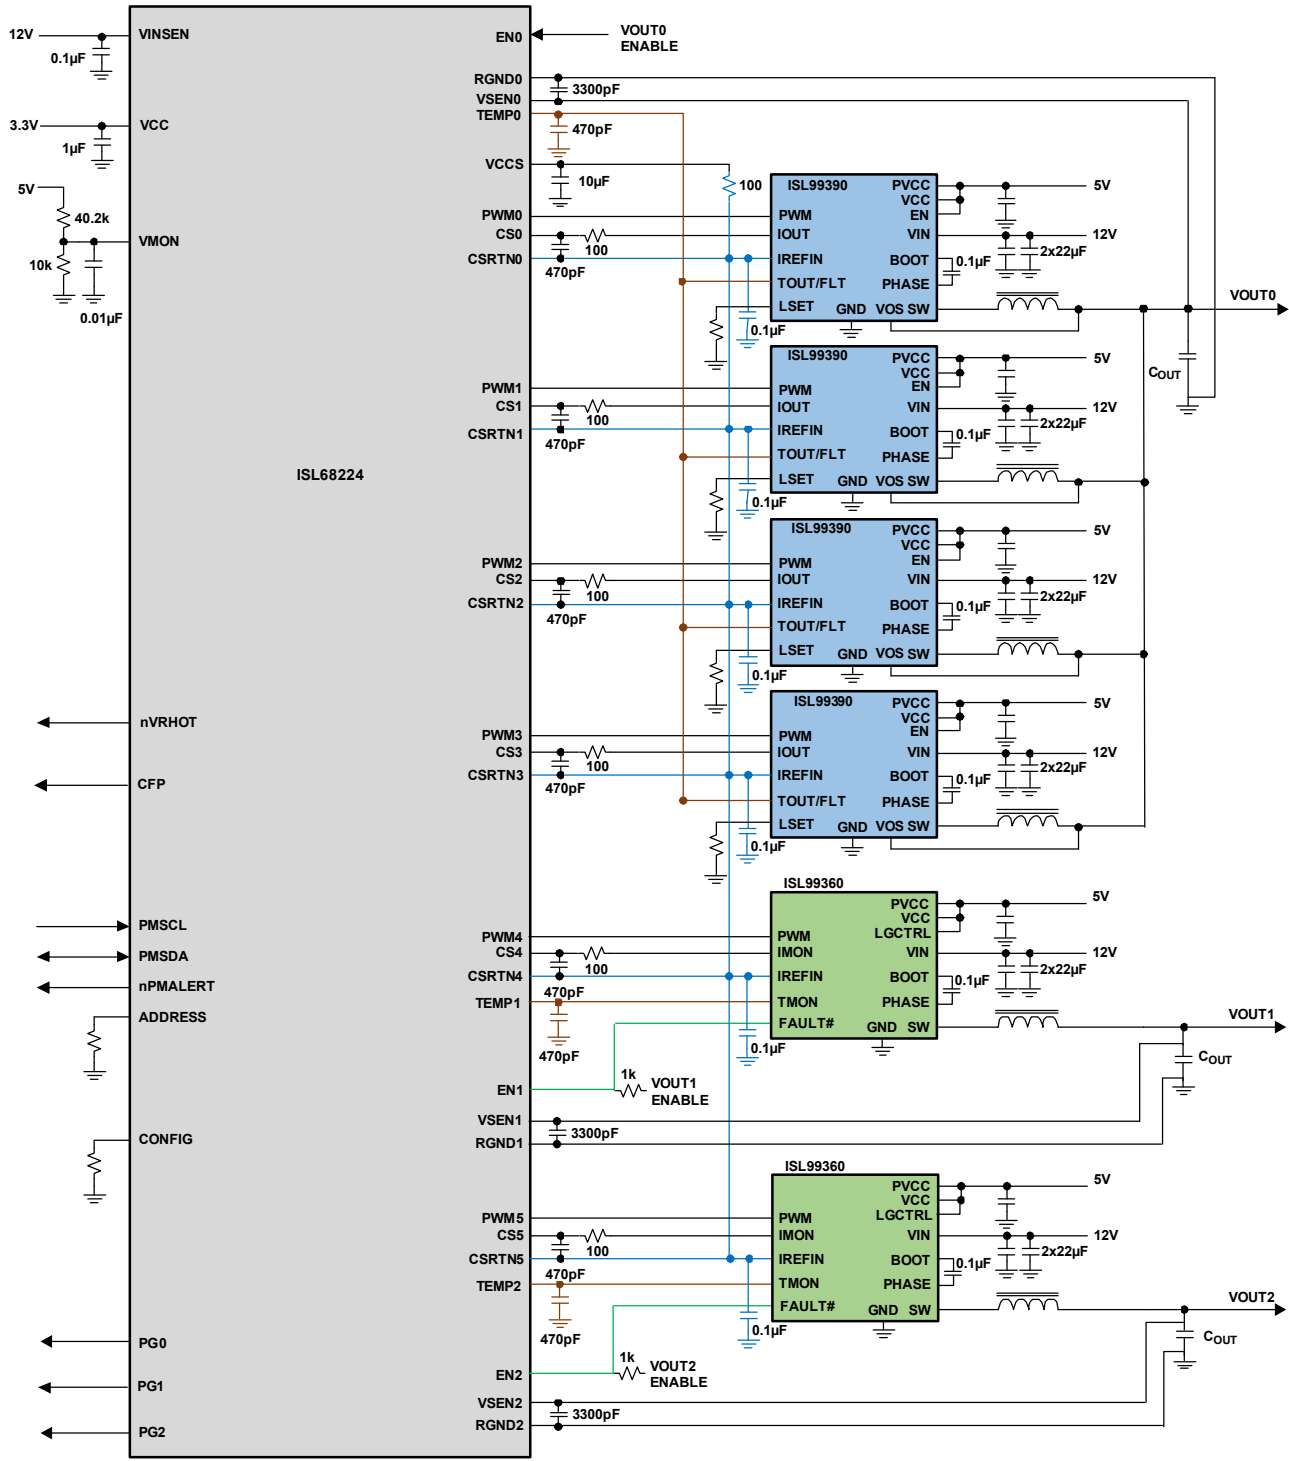 12V
VINSEN
0.1µF
3.3V
VCC
1µF
5V
40.2k
VMON
10k
0.01µF
ISL68224
nVRHOT
CFP
PMSCL
PMSDA
nPMALERT
ADDRESS
CONFIG
PG0
PG1
PG2
EN0
VOUT0
ENABLE
RGND0
3300pF
VSEN0
TEMP0
470pF
VCCS
10µF
100
PWM0
CS0
100
CSRTN0
470pF
ISL99390
PWM
IOUT
IREFIN
TOUT/FLT
LSET
GND
PVCC
VCC
EN
VIN
BOOT
PHASE
VOS SW
5V
12V
2x22µF
0.1µF
0.1µF
VOUT0
COUT
PWM1
CS1
100
CSRTN1
470pF
ISL99390
PWM
IOUT
IREFIN
TOUT/FLT
LSET
GND
PVCC
VCC
EN
VIN
BOOT
PHASE
VOS SW
5V
12V
2x22µF
0.1µF
0.1µF
PWM2
CS2
100
CSRTN2
470pF
ISL99390
PWM
IOUT
IREFIN
TOUT/FLT
LSET
GND
PVCC
VCC
EN
VIN
BOOT
PHASE
VOS SW
5V
12V
2x22µF
0.1µF
0.1µF
PWM3
CS3
100
CSRTN3
470pF
ISL99390
PWM
IOUT
IREFIN
TOUT/FLT
LSET
GND
PVCC
VCC
EN
VIN
BOOT
PHASE
VOS SW
5V
12V
2x22µF
0.1µF
0.1µF
PWM4
CS4
100
CSRTN4
470pF
TEMP1
470pF
ISL99360
PWM
IMON
IREFIN
TMON
FAULT#
GND SW
PVCC
VCC
LGCTRL
VIN
BOOT
PHASE
5V
12V
2x22µF
0.1µF
0.1µF
VOUT1
COUT
EN1
1k
VOUT1
ENABLE
VSEN1
3300pF
RGND1
PWM5
CS5
100
CSRTN5
470pF
TEMP2
470pF
ISL99360
PWM
IMON
IREFIN
TMON
FAULT#
GND SW
PVCC
VCC
LGCTRL
VIN
BOOT
PHASE
5V
12V
2x22µF
0.1µF
0.1µF
VOUT2
COUT
EN2
1k
VOUT2
ENABLE
VSEN2
3300pF
RGND2